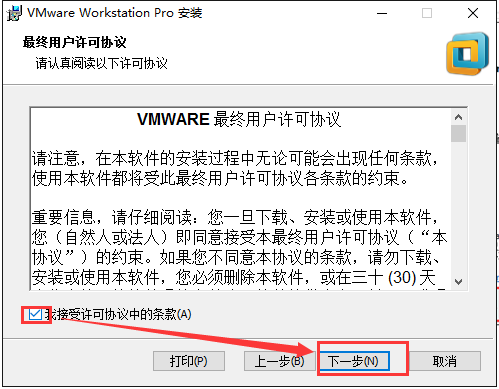 VMware Workstation Pro 安装
最终用户许可协议
请认真阅读以下许可协议
VMWARE 最终用户许可协议
请注意，在本软件的安装过程中无论可能会出现任何条款，
使用本软件都将受此最终用户许可协议各条款的约束。
重要信息，请仔细阅读：您一旦下载、安装或使用本软件，
您（自然人或法人）即同意接受本最终用户许可协议（“本
协议”）的约束。如果您不同意本协议的条款，请勿下载、
安装或使用本软件，您必须删除本软件，或在三十 (30) 天
我接受许可协议中的条款(A)
打印(P)
上一步(B)
下一步(N)
取消